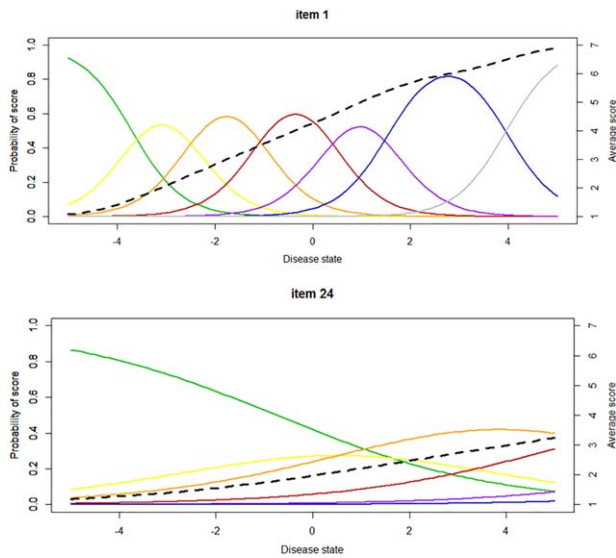 item 1
Probability of score
0.0 0.2 0.4 0.6 0.8 1.0
1 2 3 4 5 6 7
Average score
-4 -2 0 2 4
Disease state
item 24
Probability of score
0.0 0.2 0.4 0.6 0.8 1.0
1 2 3 4 5 6 7
Average score
-4 -2 0 2 4
Disease state